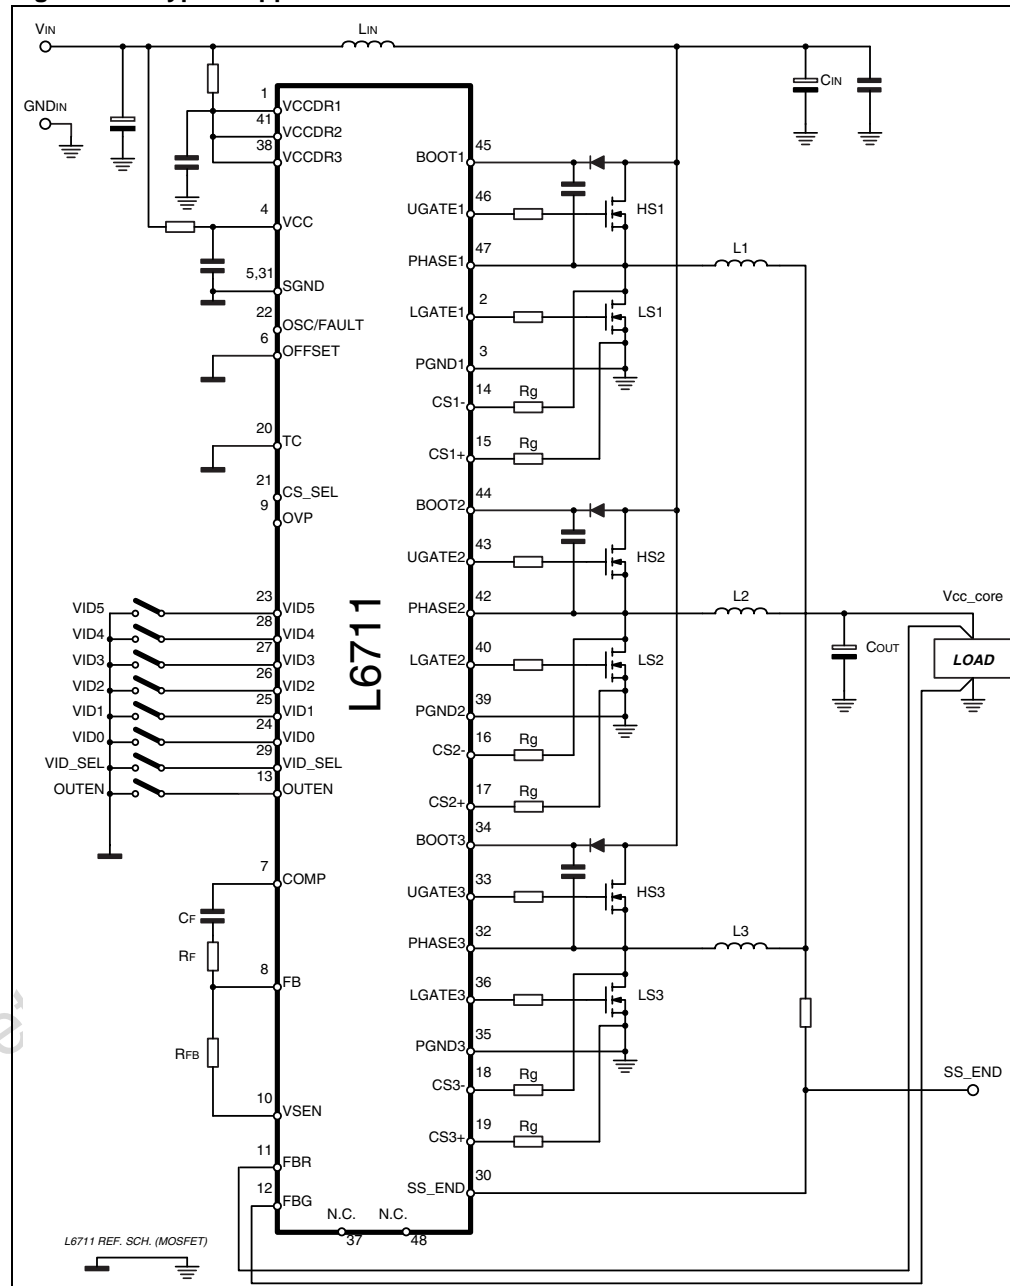 VIN
LIN
CIN
GNDIN
1
VCCDR1
41
VCCDR2
38
VCCDR3
4
VCC
5,31
SGND
22
OSC/FAULT
6
OFFSET
20
TC
21
CS_SEL
9
OVP
VID5
23
VID5
VID4
28
VID4
VID3
27
VID3
VID2
26
VID2
VID1
25
VID1
VID0
24
VID0
VID_SEL
29
VID_SEL
OUTEN
13
OUTEN
7
COMP
CF
RF
8
FB
RFB
10
VSEN
11
FBR
12
FBG
N.C.
37
N.C.
48
L6711
BOOT1
45
UGATE1
46
HS1
PHASE1
47
L1
LGATE1
2
LS1
PGND1
3
CS1-
14
Rg
CS1+
15
Rg
BOOT2
44
UGATE2
43
HS2
PHASE2
42
L2
Vcc_core
LGATE2
40
LS2
COUT
LOAD
PGND2
39
CS2-
16
Rg
CS2+
17
Rg
BOOT3
34
UGATE3
33
HS3
PHASE3
32
L3
LGATE3
36
LS3
PGND3
35
CS3-
18
Rg
SS_END
CS3+
19
Rg
SS_END
30
L6711 REF. SCH. (MOSFET)